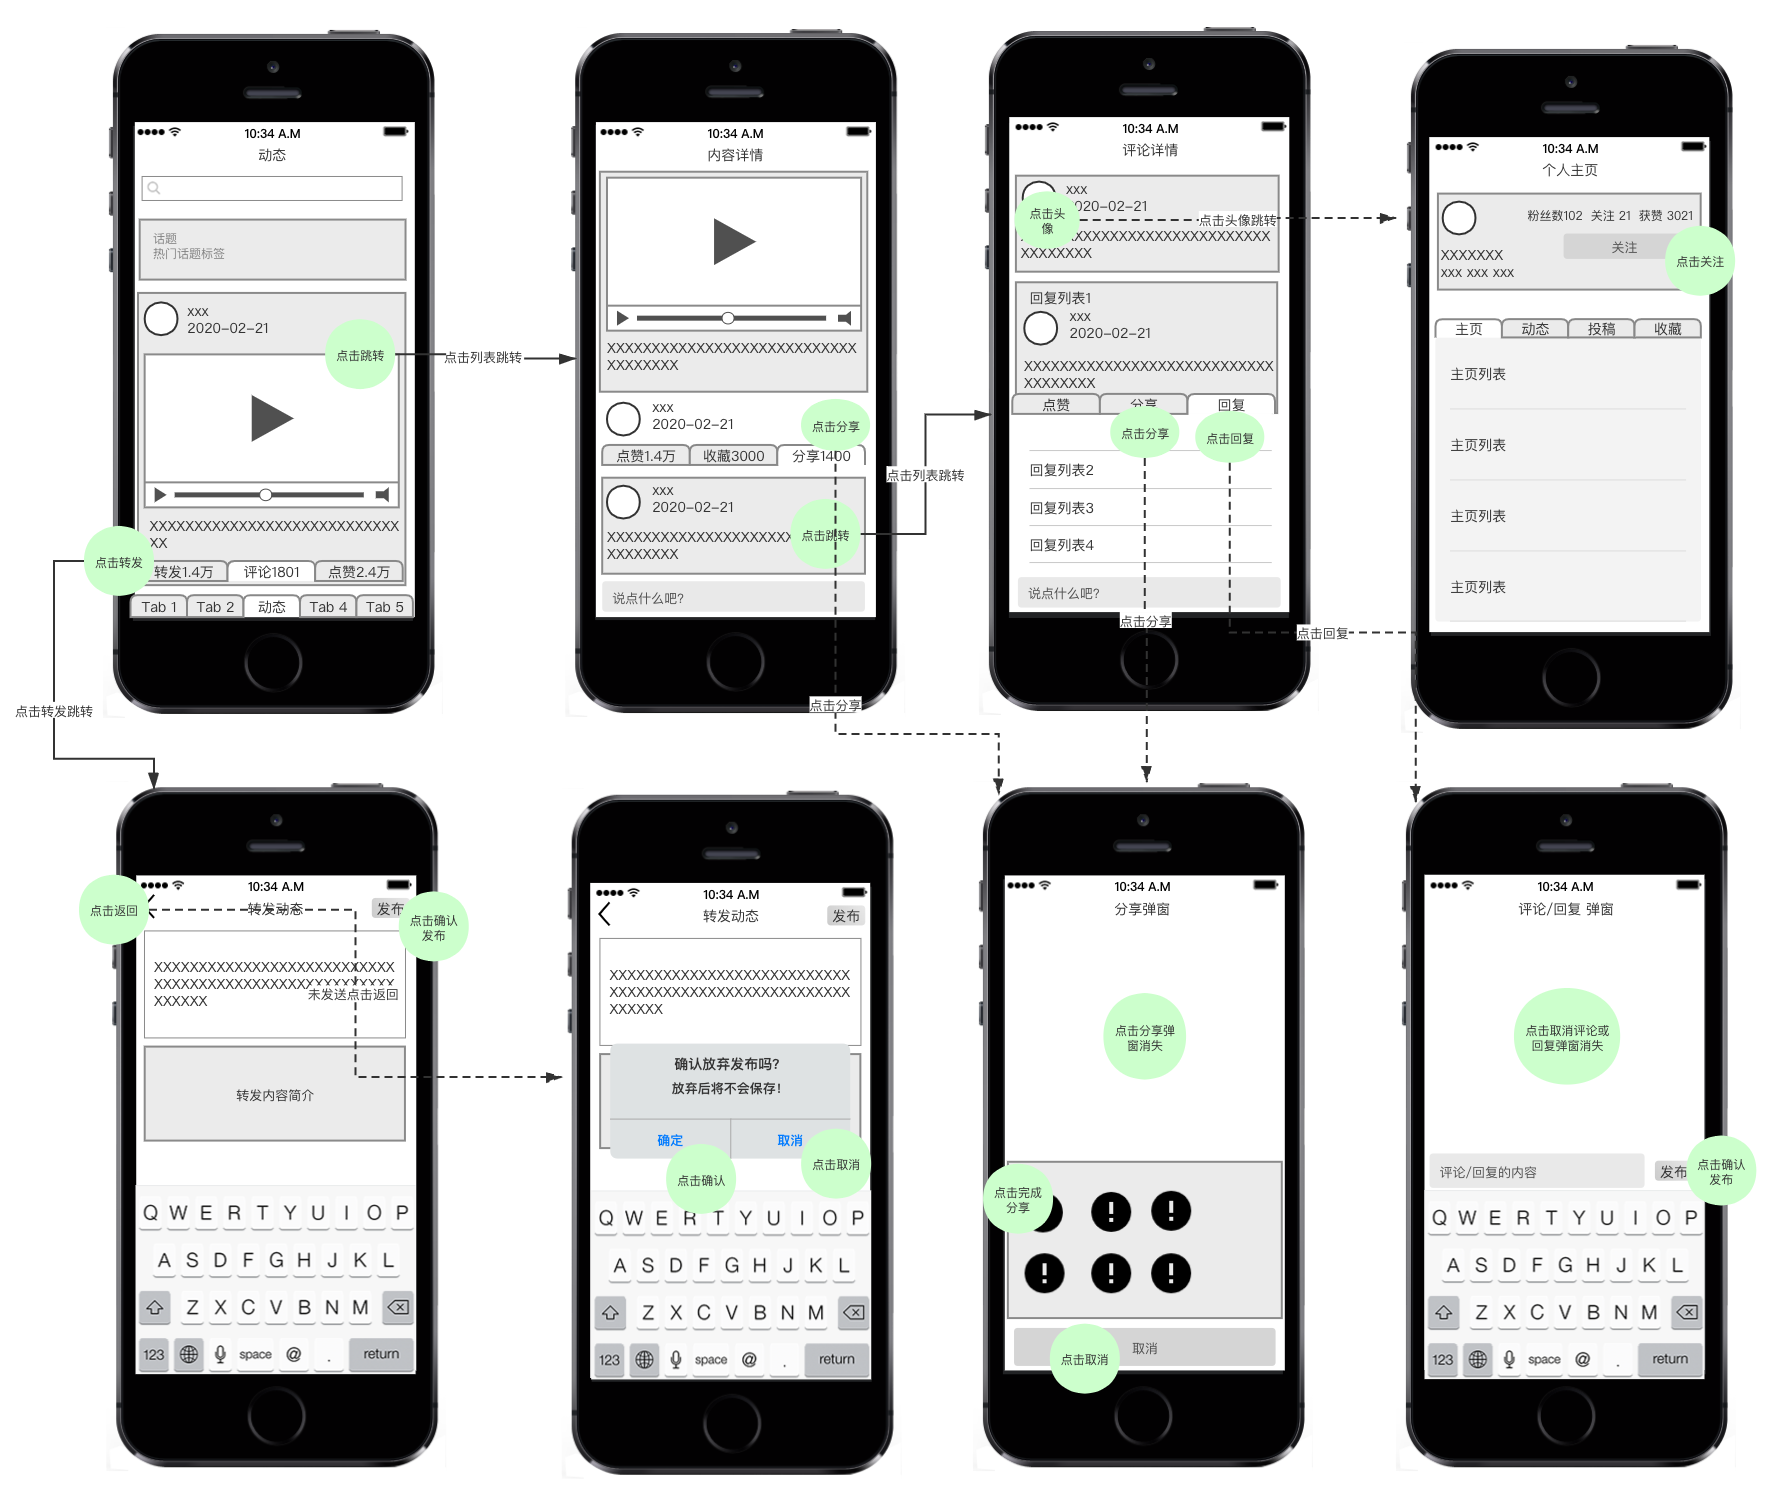 10:34 A.M
动态
话题
热门话题标签
xxx
2020-02-21
点击跳转
XXXXXXXXXXXXXXXXXXXXXXXXXXXX
XX
点击转发
转发1.4万
评论1801
点赞2.4万
Tab 1
Tab 2
动态
Tab 4
Tab 5
点击列表跳转
点击转发跳转
10:34 A.M
内容详情
XXXXXXXXXXXXXXXXXXXXXXXXXXXX
XXXXXXXX
xxx
2020-02-21
点击分享
点赞1.4万
收藏3000
分享1400
xxx
2020-02-21
XXXXXXXXXXXXXXXXXXXXX
点击跳转
XXXXXXXX
说点什么吧?
点击列表跳转
点击分享
10:34 A.M
评论详情
xxx
2020-02-21
点击头
像
XXXXXXXXXXXXXXXXXXXXXX
XXXXXXXX
点击头像跳转
回复列表1
xxx
2020-02-21
XXXXXXXXXXXXXXXXXXXXXXXXXXXX
XXXXXXXX
点赞
分享
回复
点击分享
点击回复
回复列表2
回复列表3
回复列表4
说点什么吧?
点击分享
点击回复
10:34 A.M
个人主页
粉丝数102 关注 21 获赞 3021
关注
点击关注
XXXXXXX
xxx xxx xxx
主页
动态
投稿
收藏
主页列表
主页列表
主页列表
主页列表
10:34 A.M
点击返回
转发动态
发布
点击确认
发布
XXXXXXXXXXXXXXXXXXXXXXXXXXX
XXXXXXXXXXXXXXXXXXXXXXXXXXX
XXXXXX
未发送点击返回
转发内容简介
Q W E R T Y U I O P
A S D F G H J K L
Z X C V B N M
123 space @ . return
10:34 A.M
转发动态
发布
XXXXXXXXXXXXXXXXXXXXXXXXXXX
XXXXXXXXXXXXXXXXXXXXXXXXXXX
XXXXXX
确认放弃发布吗?
放弃后将不会保存!
确定
取消
点击确认
点击取消
Q W E R T Y U I O P
A S D F G H J K L
Z X C V B N M
123 space @ . return
10:34 A.M
分享弹窗
点击分享弹
窗消失
点击完成
分享
取消
点击取消
10:34 A.M
评论/回复 弹窗
点击取消评论或
回复弹窗消失
评论/回复的内容
发布
点击确认
发布
Q W E R T Y U I O P
A S D F G H J K L
Z X C V B N M
123 space @ . return